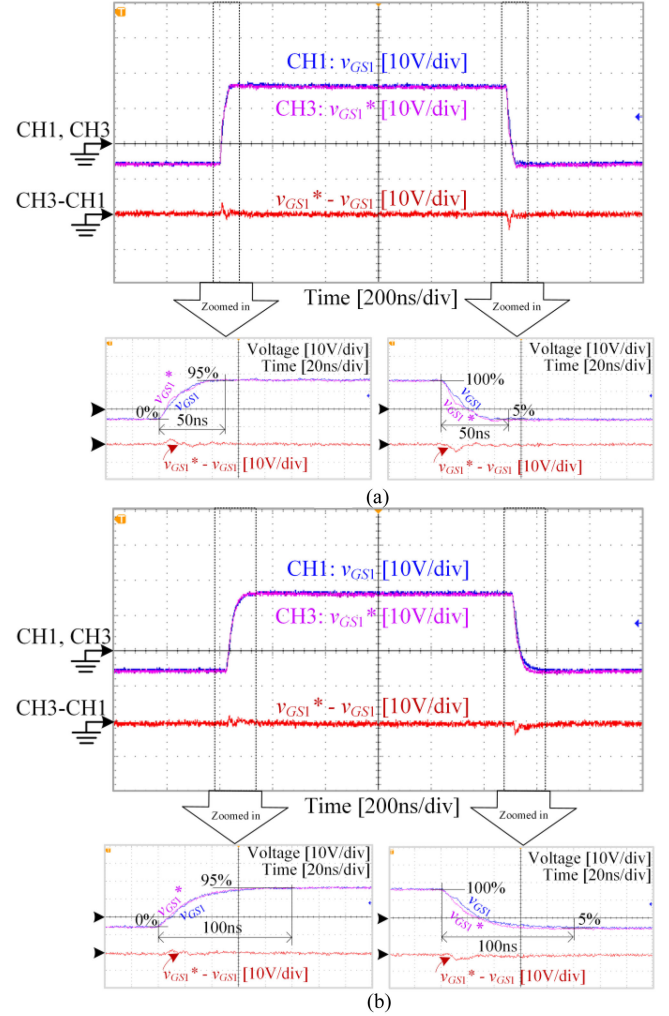 T
CH1: vGS1 [10V/div]
CH3: vGS1* [10V/div]
CH1, CH3
CH3-CH1
vGS1* - vGS1 [10V/div]
Zoomed in
Time [200ns/div]
Zoomed in
Voltage [10V/div]
Time [20ns/div]
95%
vGS1*
vGS1
0%
50ns
vGS1* - vGS1 [10V/div]
Voltage [10V/div]
Time [20ns/div]
100%
vGS1
vGS1*
5%
50ns
vGS1* - vGS1 [10V/div]
(a)
T
CH1: vGS1 [10V/div]
CH3: vGS1* [10V/div]
CH1, CH3
CH3-CH1
vGS1* - vGS1 [10V/div]
Zoomed in
Time [200ns/div]
Zoomed in
Voltage [10V/div]
Time [20ns/div]
95%
vGS1*
vGS1
0%
100ns
vGS1* - vGS1 [10V/div]
Voltage [10V/div]
Time [20ns/div]
100%
vGS1
vGS1*
5%
100ns
vGS1* - vGS1 [10V/div]
(b)